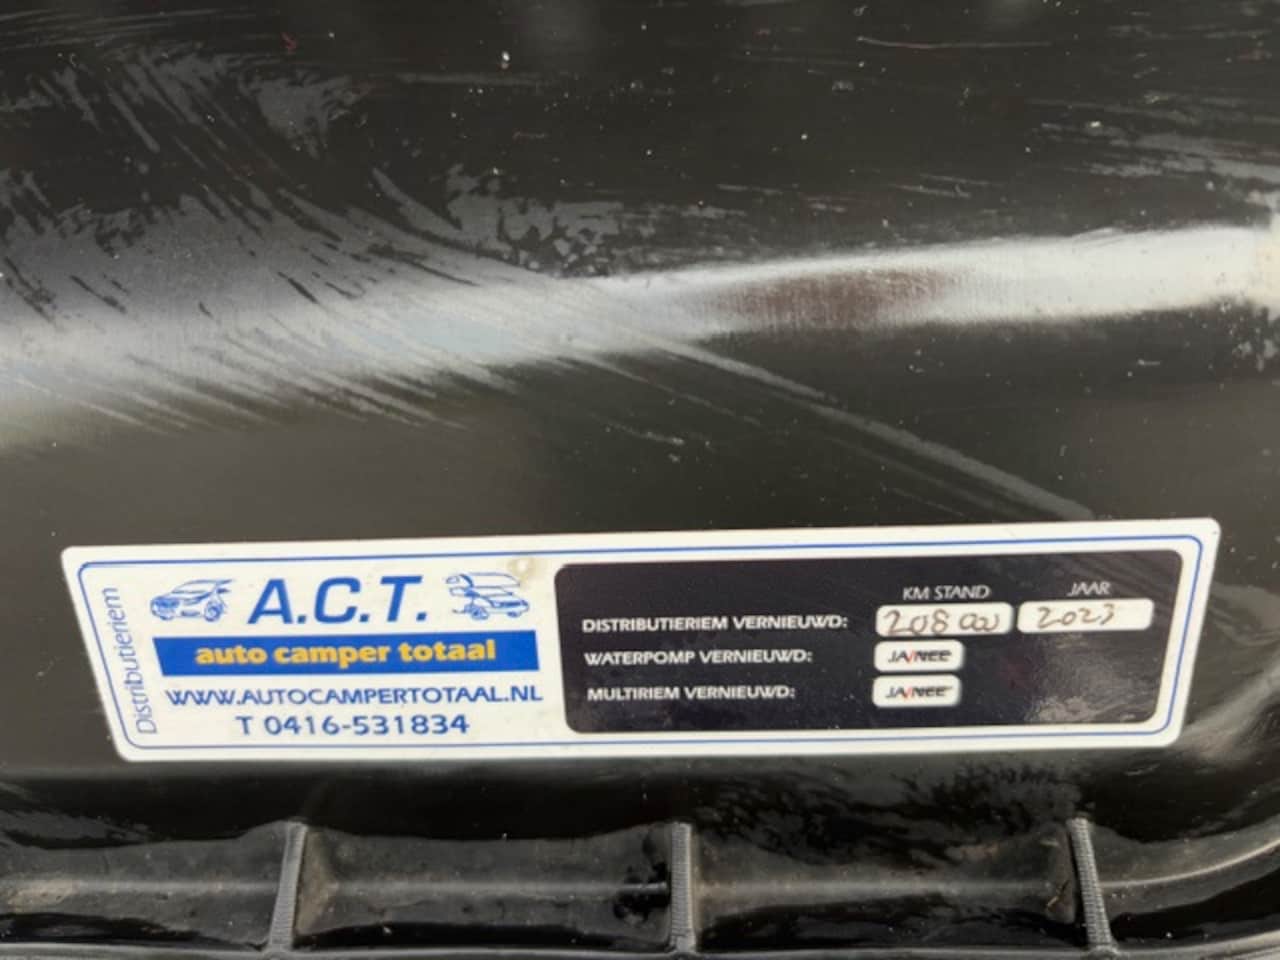 Distributieriem
A.C.T.
auto camper totaal
WWW.AUTOCAMPERTOTAAL.NL
T 0416-531834
KM STAND JAAR
DISTRIBUTIERIEM VERNIEUWD: 208 000 2023
WATERPOMP VERNIEUWD: JA/NEE
MULTIRIEM VERNIEUWD: JA/NEE